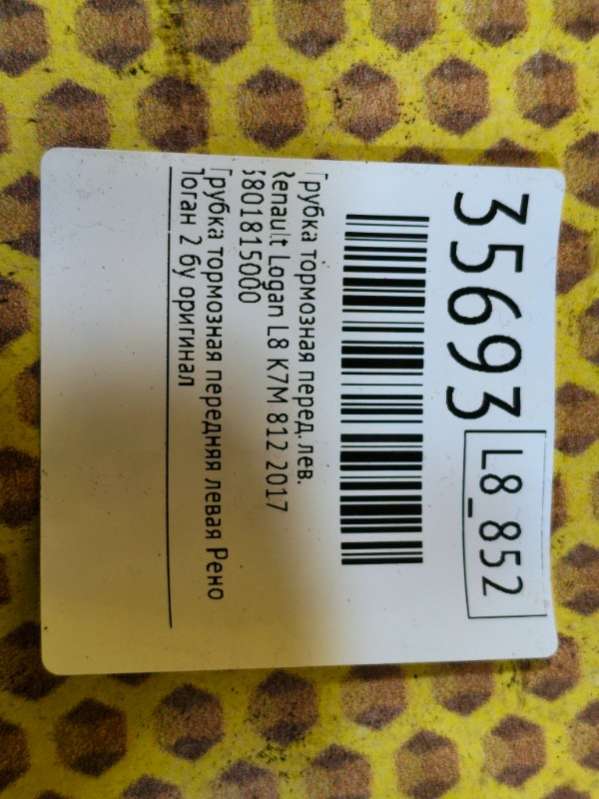 35693
L8_852
Трубка тормозная перед. лев.
Renault Logan L8 K7M 812 2017
Трубка тормозная передняя левая Рено
Логан 2 бу оригинал